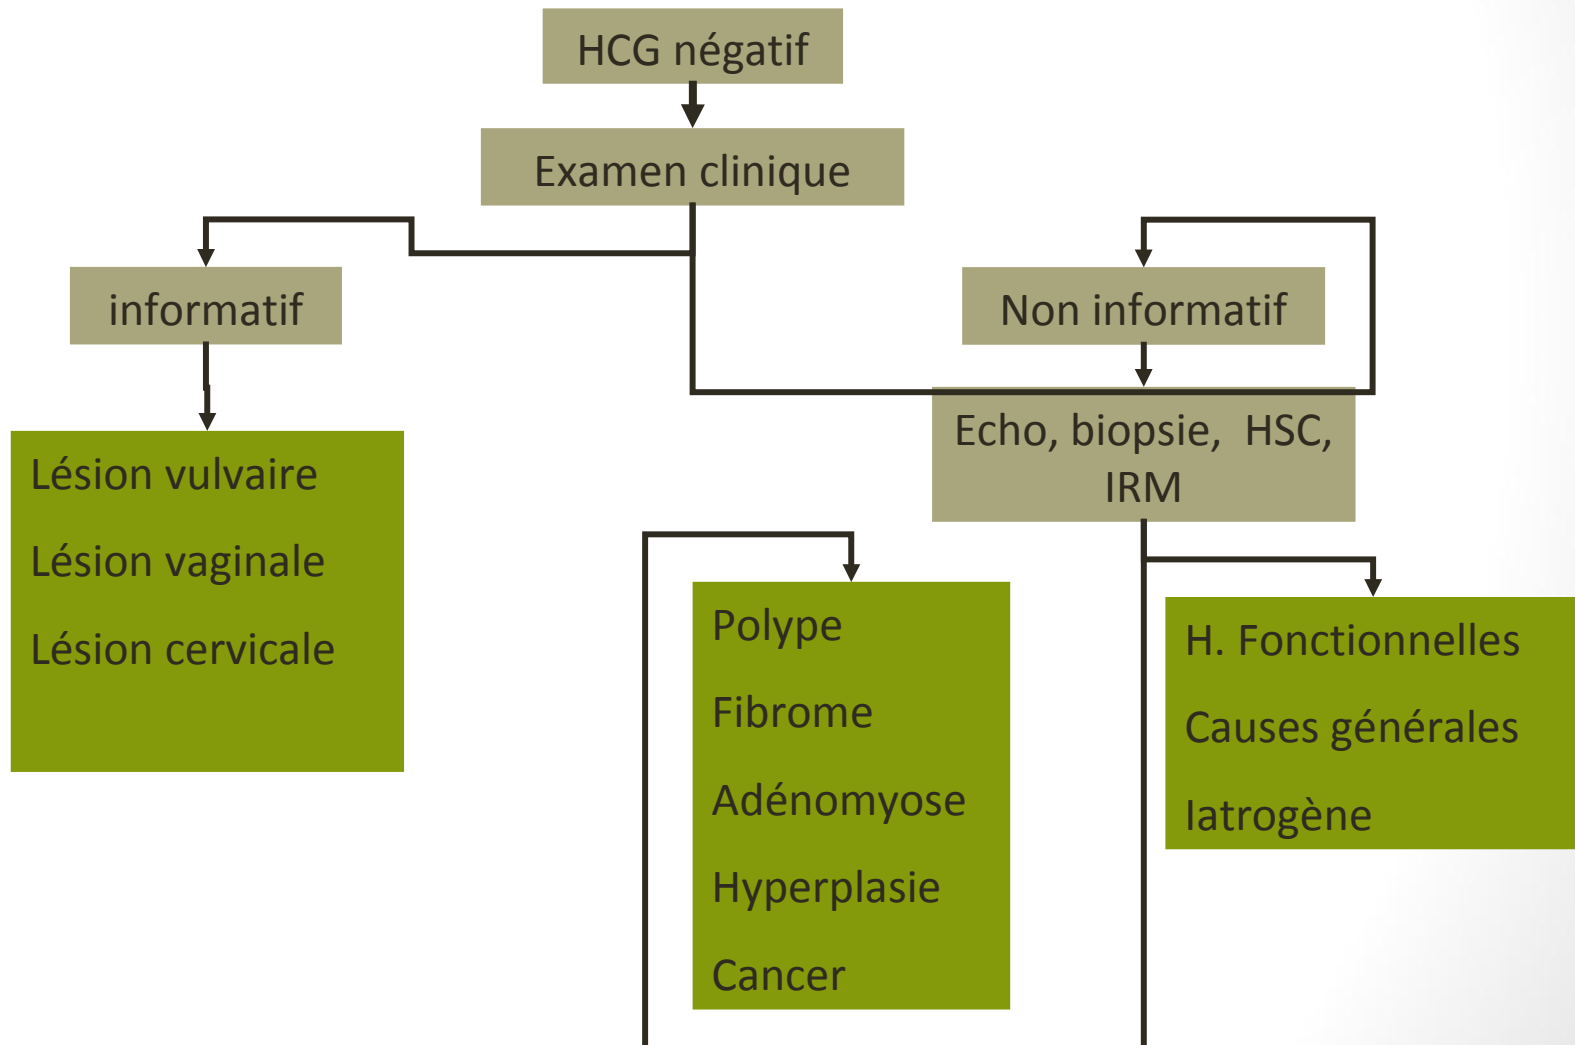 HCG négatif
Examen clinique
informatif
Non informatif
Echo, biopsie, HSC,
IRM
Lésion vulvaire
Lésion vaginale
Lésion cervicale
Polype
Fibrome
Adénomyose
Hyperplasie
Cancer
H. Fonctionnelles
Causes générales
Iatrogène